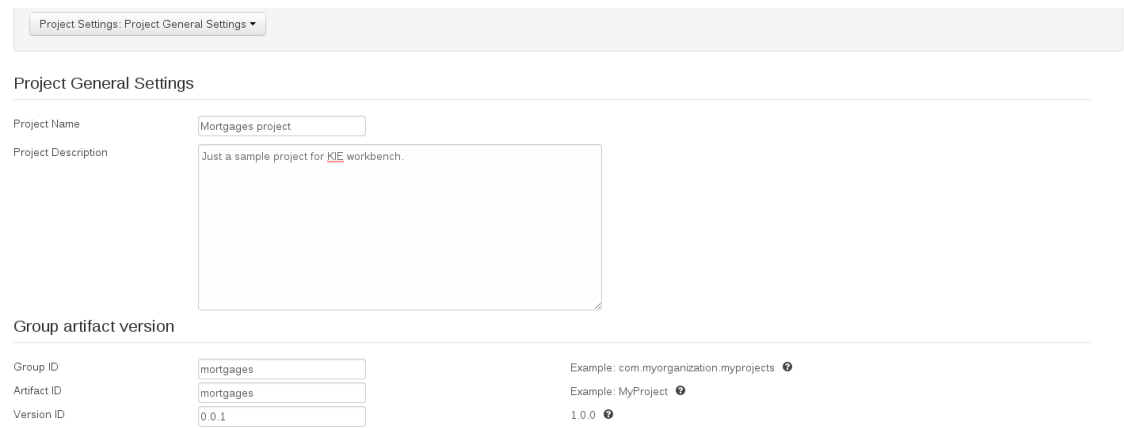 Project Settings: Project General Settings
Project General Settings
Project Name Mortgages project
Project Description Just a sample project for KIE workbench.
Group artifact version
Group ID mortgages Example: com.myorganization.myprojects
Artifact ID mortgages Example: MyProject
Version ID 0.0.1 1.0.0